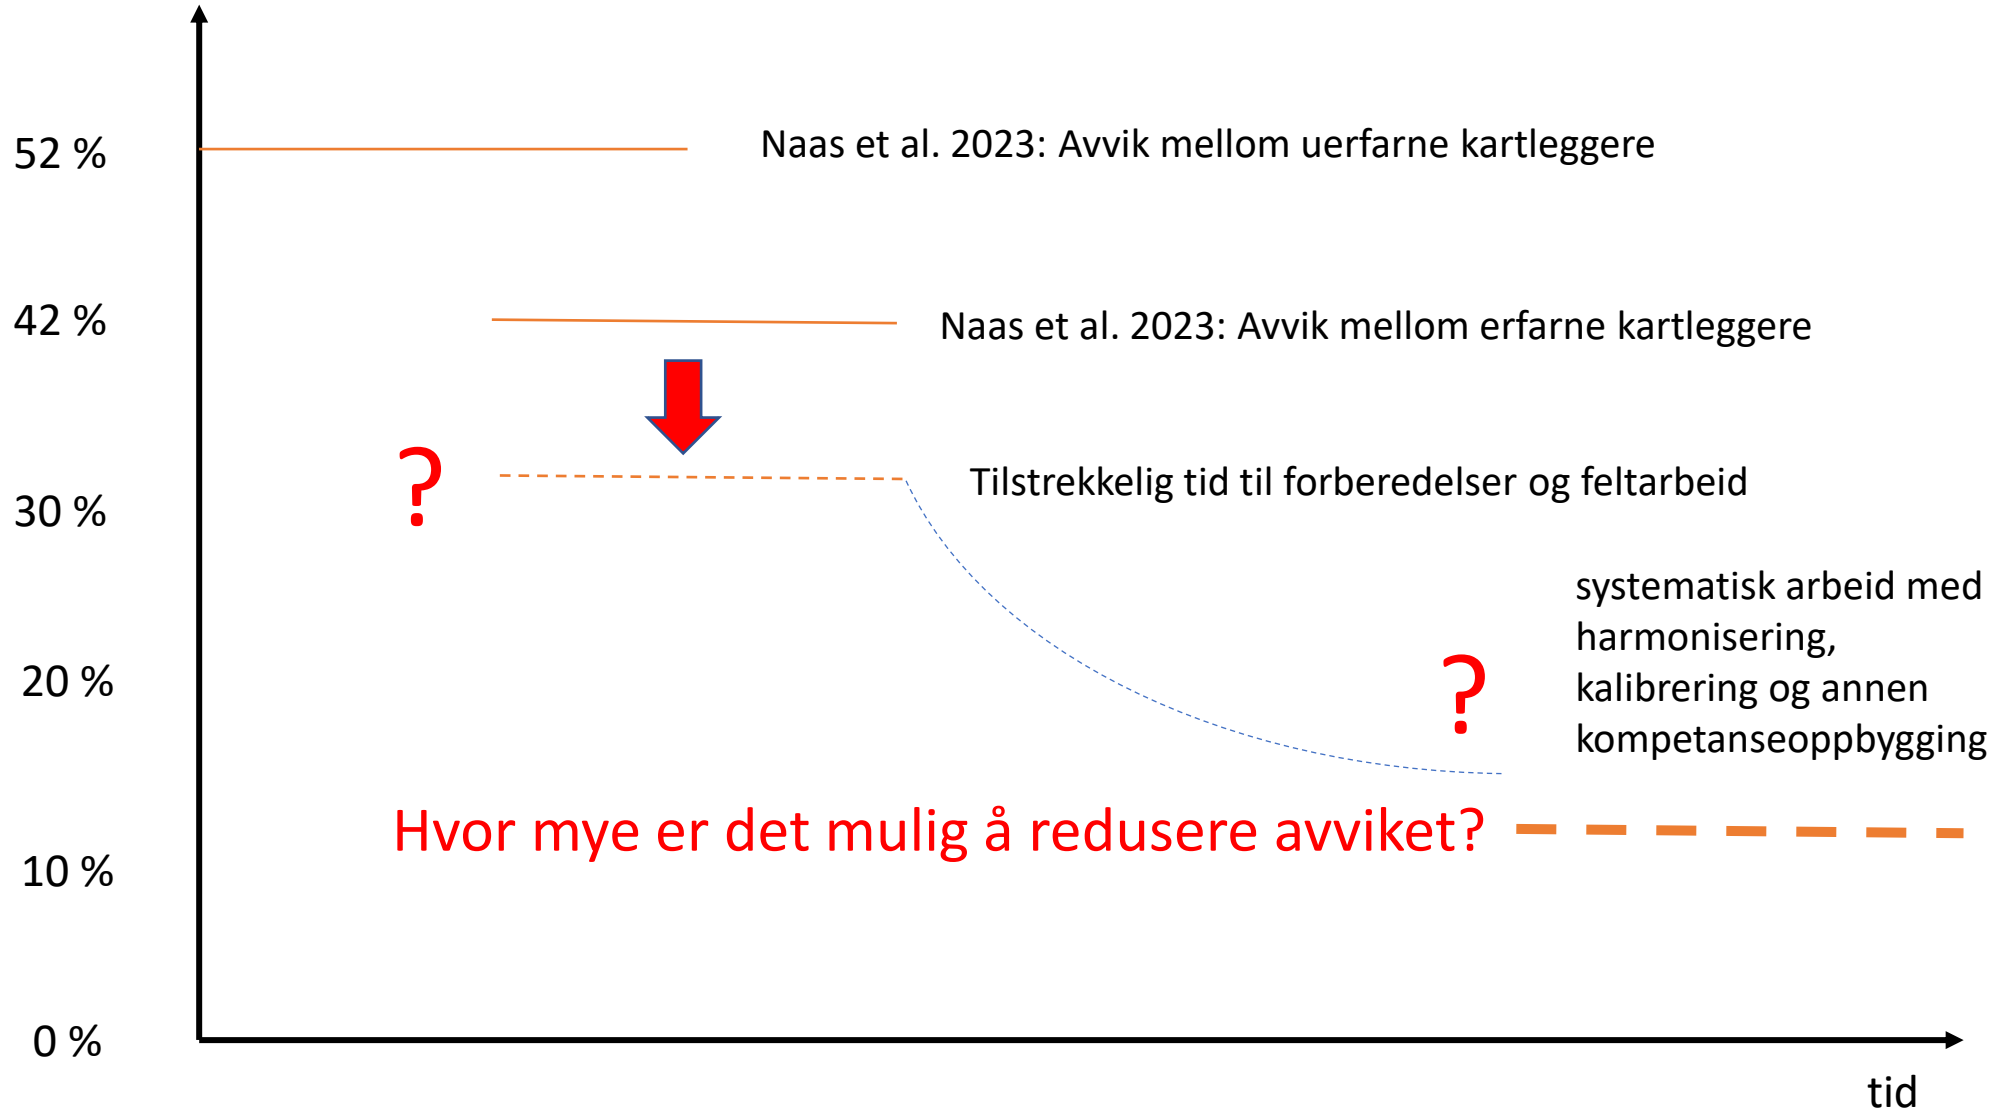 52 %
Naas et al. 2023: Avvik mellom uerfarne kartleggere
42 %
Naas et al. 2023: Avvik mellom erfarne kartleggere
?
30 %
Tilstrekkelig tid til forberedelser og feltarbeid
systematisk arbeid med
harmonisering,
kalibrering og annen
kompetanseoppbygging
20 %
?
Hvor mye er det mulig å redusere avviket?
10 %
0 %
tid